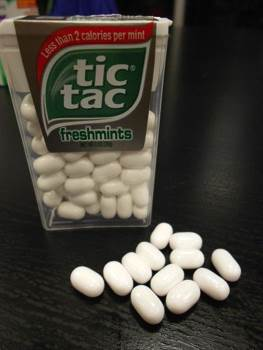 Less than 2 calories per mint
tic
tac
freshmints